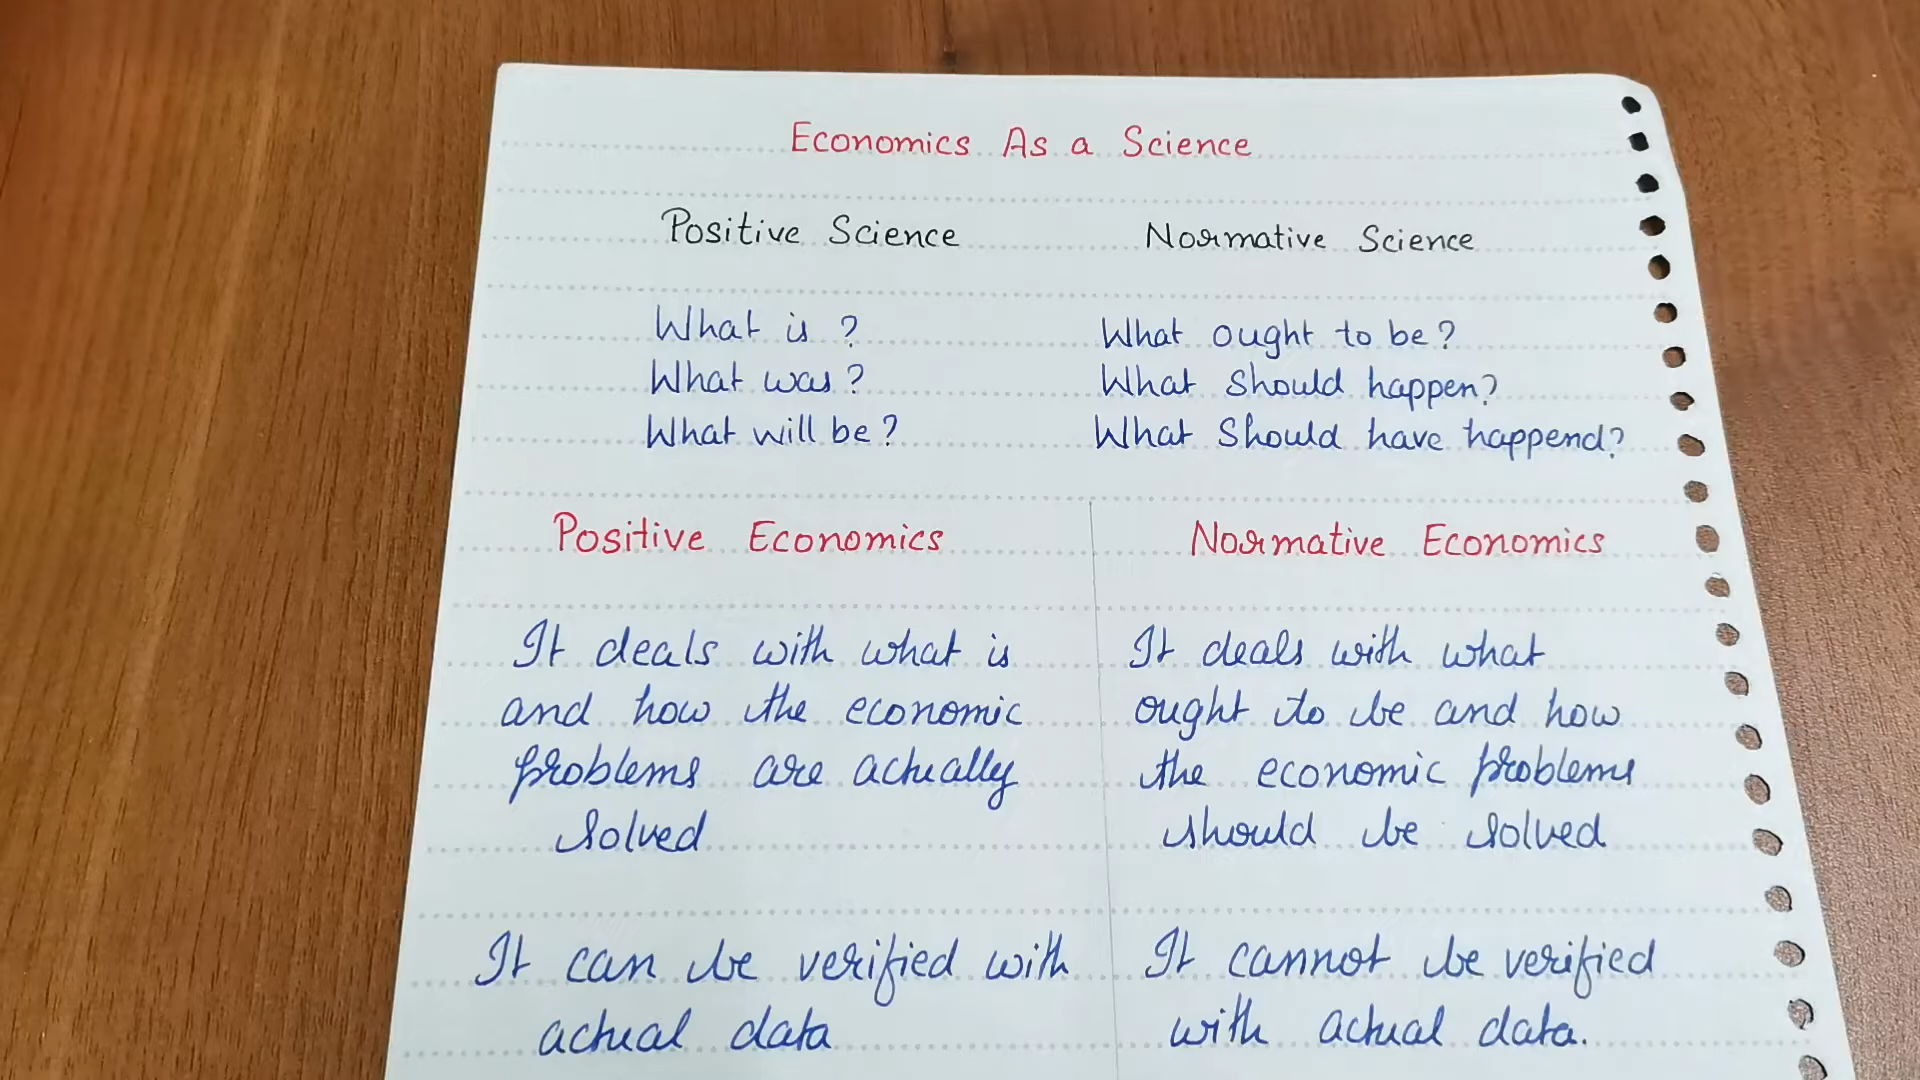 Economics As a Science
Positive Science
Normative Science
What is ?
What was ?
What will be ?
What ought to be ?
What should happen?
What should have happend?
Positive Economics
It deals with what is
and how the economic
problems are actually
solved
It can be verified with
actual data
Normative Economics
It deals with what
ought to be and how
the economic problems
should be solved
It cannot be verified
with actual data.